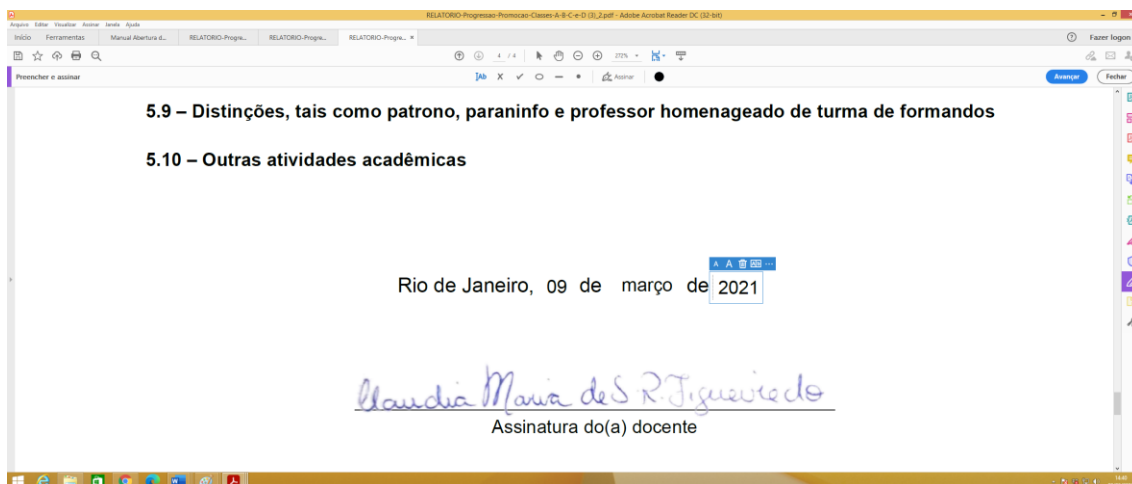 RELATORIO-Progressao-Promocao-Classes-A-B-C-e-D (3)_2.pdf - Adobe Acrobat Reader DC (32-bit)
Arquivo Editar Visualizar Assinar Janela Ajuda
Início Ferramentas Manual Abertura d... RELATORIO-Progre... RELATORIO-Progre... RELATORIO-Progre... × Fazer logon
4 / 4 272%
Preencher e assinar Ab X Assinar Avançar Fechar
5.9 – Distinções, tais como patrono, paraninfo e professor homenageado de turma de formandos
5.10 – Outras atividades acadêmicas
A A
Rio de Janeiro, 09 de março de 2021
Claudia Maria de S R. Figueiredo
Assinatura do(a) docente